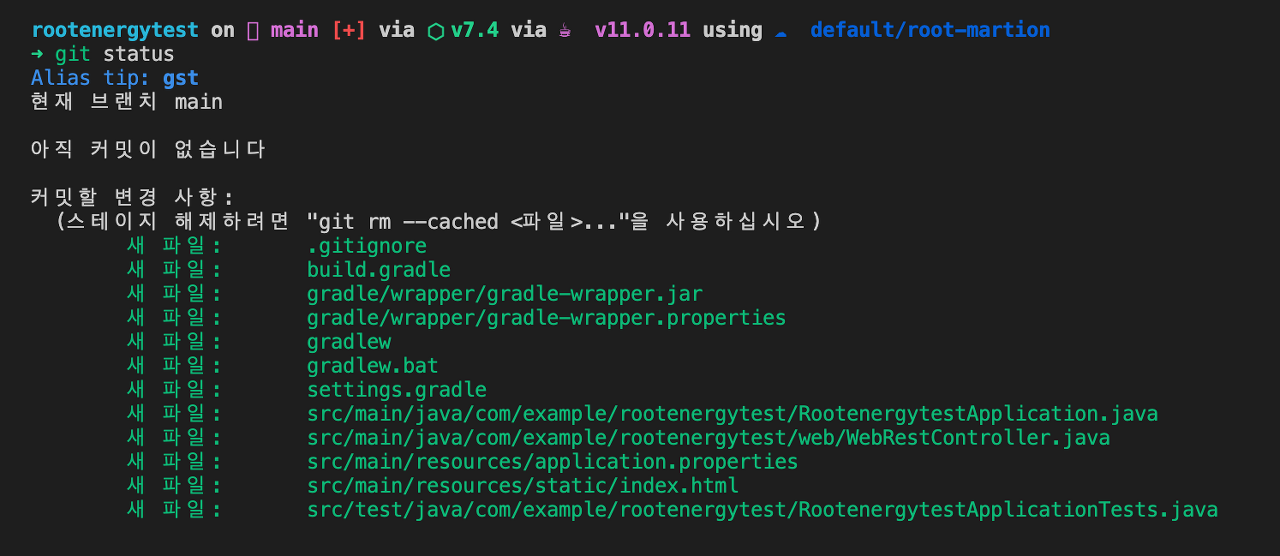 rootenergytest on main [+] via v7.4 via v11.0.11 using default/root-martion
→ git status
Alias tip: gst
현재 브랜치 main
아직 커밋이 없습니다
커밋할 변경 사항:
(스테이지 해제하려면 "git rm --cached <파일>..."을 사용하십시오)
새 파일: .gitignore
새 파일: build.gradle
새 파일: gradle/wrapper/gradle-wrapper.jar
새 파일: gradle/wrapper/gradle-wrapper.properties
새 파일: gradlew
새 파일: gradlew.bat
새 파일: settings.gradle
새 파일: src/main/java/com/example/rootenergytest/RootenergytestApplication.java
새 파일: src/main/java/com/example/rootenergytest/web/WebRestController.java
새 파일: src/main/resources/application.properties
새 파일: src/main/resources/static/index.html
새 파일: src/test/java/com/example/rootenergytest/RootenergytestApplicationTests.java